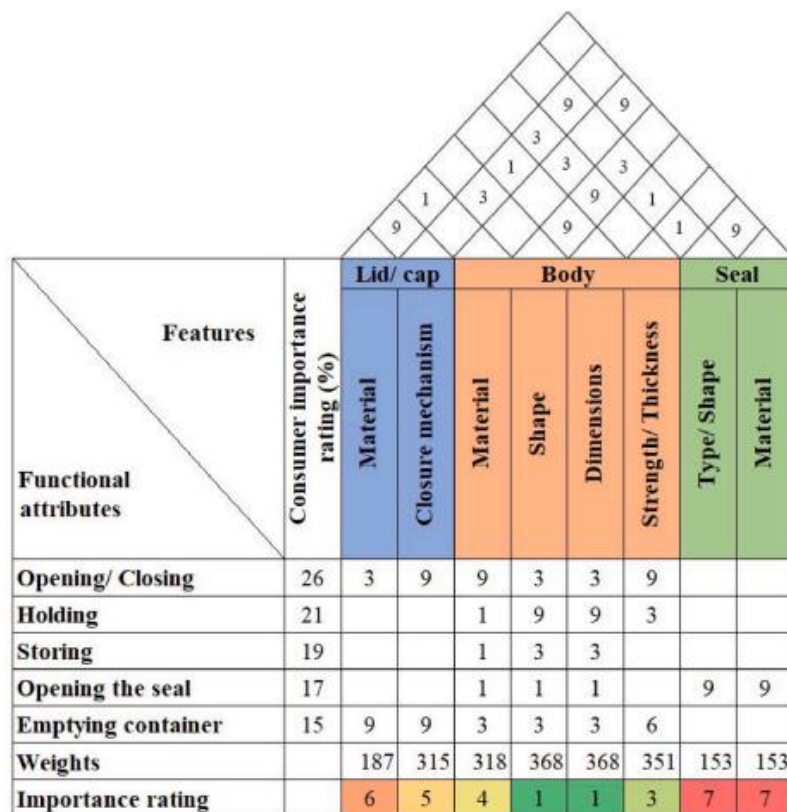 9 9
3
1 3 3
1 3 9 1
9 9 1 9
Lid/ cap Body Seal
Features
Functional
attributes
Consumer importance
rating (%)
Material
Closure mechanism
Material
Shape
Dimensions
Strength/ Thickness
Type/ Shape
Material
Opening/ Closing 26 3 9 9 3 3 9
Holding 21 1 9 9 3
Storing 19 1 3 3
Opening the seal 17 1 1 1 9 9
Emptying container 15 9 9 3 3 3 6
Weights 187 315 318 368 368 351 153 153
Importance rating 6 5 4 1 1 3 7 7